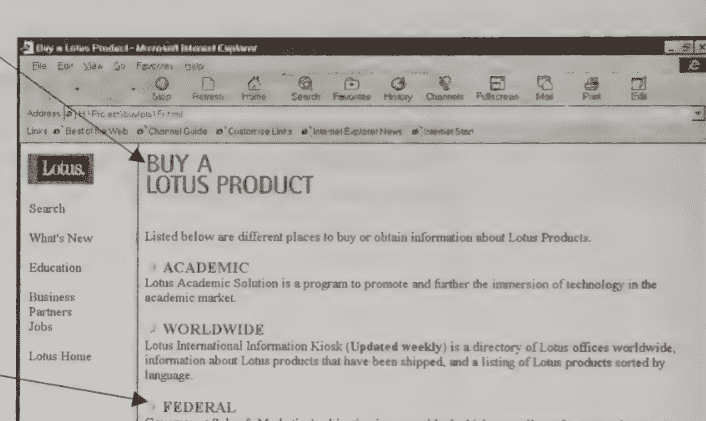 Buy a Lotus Product - Microsoft Internet Explorer
File Edit View Go Favorites Help
Stop Refresh Home Search Favorites History Channels Fullscreen Mail Print Edit
Address
Links Best of the Web Channel Guide Customize Links Internet Explorer News Internet Start
Lotus.
BUY A
LOTUS PRODUCT
Search
What's New
Listed below are different places to buy or obtain information about Lotus Products.
Education
ACADEMIC
Lotus Academic Solution is a program to promote and further the immersion of technology in the
academic market.
Business
Partners
Jobs
WORLDWIDE
Lotus International Information Kiosk (Updated weekly) is a directory of Lotus offices worldwide,
information about Lotus products that have been shipped, and a listing of Lotus products sorted by
language.
Lotus Home
FEDERAL